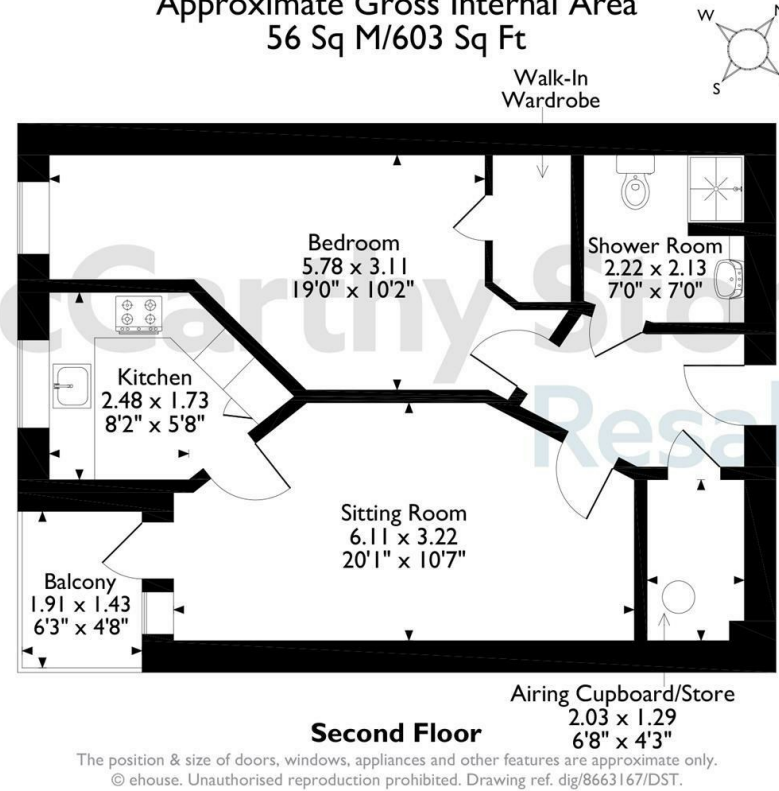 Approximate Gross Internal Area
56 Sq M/603 Sq Ft
W
S
Walk-In
Wardrobe
Bedroom
5.78 x 3.11
19'0" x 10'2"
Shower Room
2.22 x 2.13
7'0" x 7'0"
Kitchen
2.48 x 1.73
8'2" x 5'8"
Sitting Room
6.11 x 3.22
20'1" x 10'7"
Balcony
1.91 x 1.43
6'3" x 4'8"
Airing Cupboard/Store
2.03 x 1.29
6'8" x 4'3"
Second Floor
The position & size of doors, windows, appliances and other features are approximate only.
© ehouse. Unauthorised reproduction prohibited. Drawing ref. dig/8663167/DST.